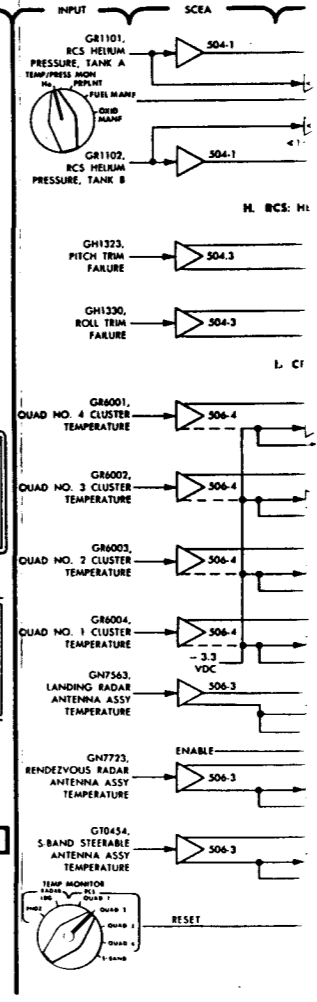 INPUT
SCEA
GR1101,
RCS HELIUM
PRESSURE, TANK A
504-1
TEMP/PRESS MON
He
PRPLNT
FUEL MANF
OXID
MANF
GR1102,
RCS HELIUM
PRESSURE, TANK B
504-1
H. RCS: HE
GH1323,
PITCH TRIM
FAILURE
504.3
GH1330,
ROLL TRIM
FAILURE
504-3
GR6001,
QUAD NO. 4 CLUSTER
TEMPERATURE
506-4
GR6002,
QUAD NO. 3 CLUSTER
TEMPERATURE
506-4
GR6003,
QUAD NO. 2 CLUSTER
TEMPERATURE
506-4
GR6004,
QUAD NO. 1 CLUSTER
TEMPERATURE
506-4
- 3.3
VDC
GN7563,
LANDING RADAR
ANTENNA ASSY
TEMPERATURE
506-3
ENABLE
GN7723,
RENDEZVOUS RADAR
ANTENNA ASSY
TEMPERATURE
506-3
GT0454,
S-BAND STEERABLE
ANTENNA ASSY
TEMPERATURE
506-3
TEMP MONITOR
RADAR
RCS
LDG
QUAD 1
RNDZ
QUAD 2
QUAD 3
QUAD 4
S-BAND
RESET